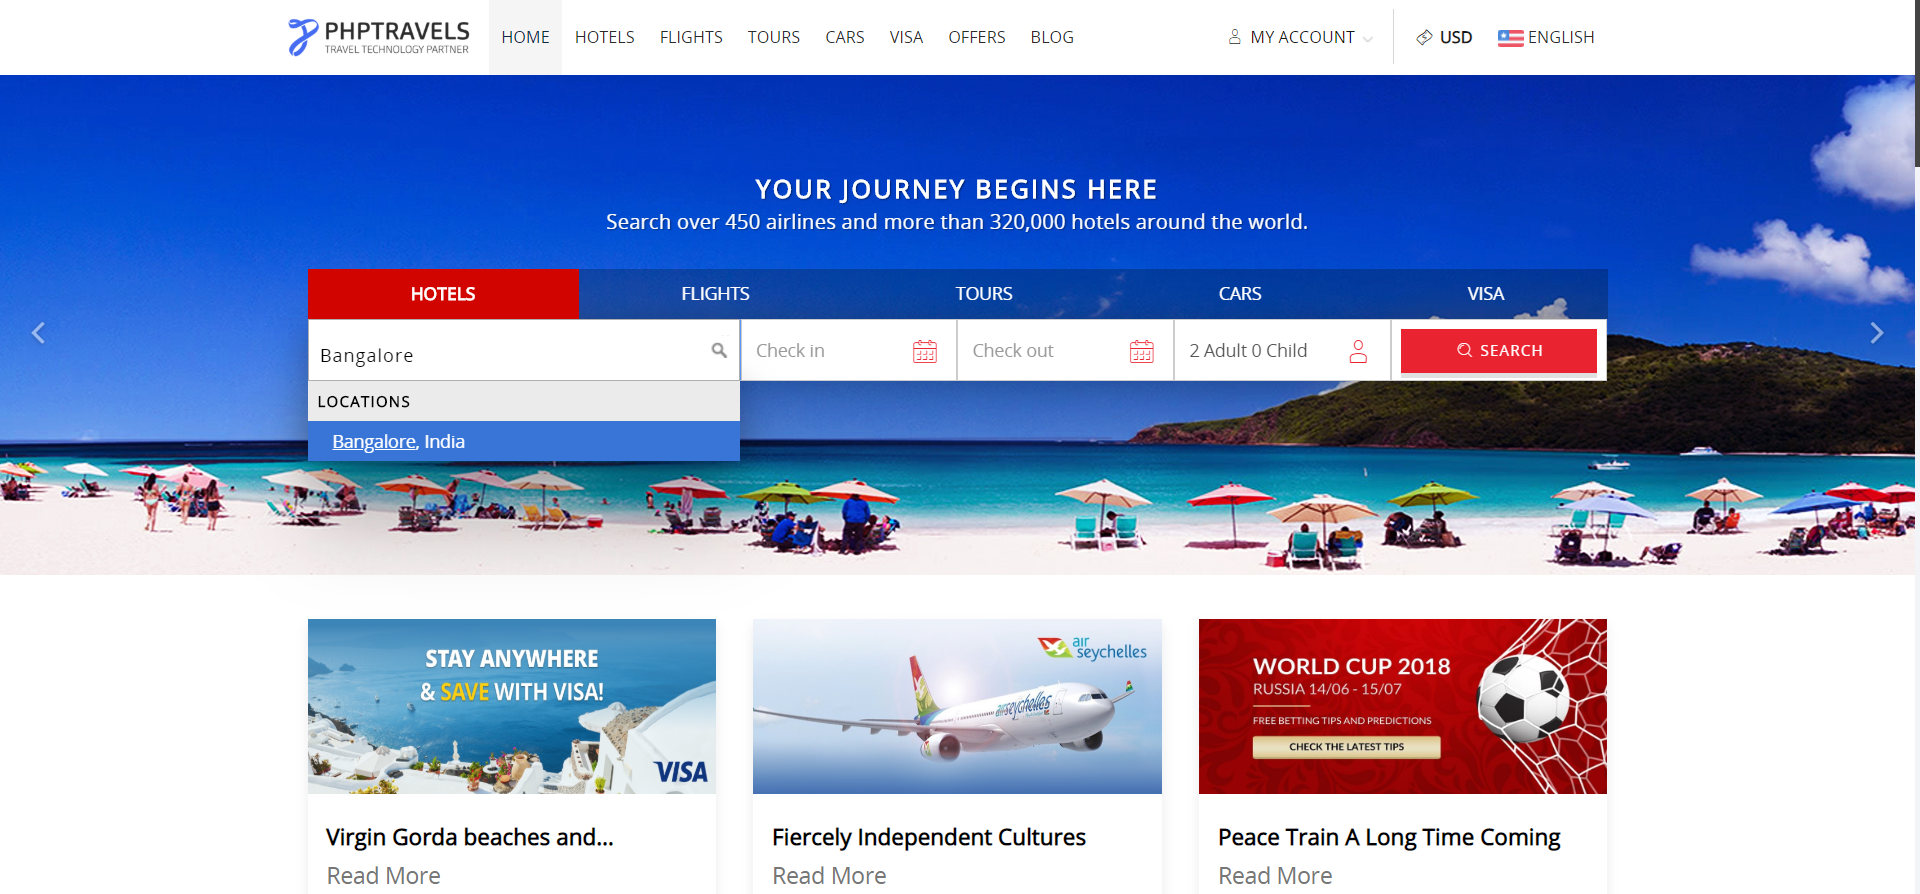 PHPTRAVELS
TRAVEL TECHNOLOGY PARTNER
HOME HOTELS FLIGHTS TOURS CARS VISA OFFERS BLOG MY ACCOUNT USD ENGLISH
YOUR JOURNEY BEGINS HERE
Search over 450 airlines and more than 320,000 hotels around the world.
HOTELS FLIGHTS TOURS CARS VISA
Bangalore Check in Check out 2 Adult 0 Child SEARCH
LOCATIONS
Bangalore, India
STAY ANYWHERE
& SAVE WITH VISA!
VISA
air
seychelles
airseychelles
WORLD CUP 2018
RUSSIA 14/06 - 15/07
FREE BETTING TIPS AND PREDICTIONS
CHECK THE LATEST TIPS
Virgin Gorda beaches and...
Read More
Fiercely Independent Cultures
Read More
Peace Train A Long Time Coming
Read More